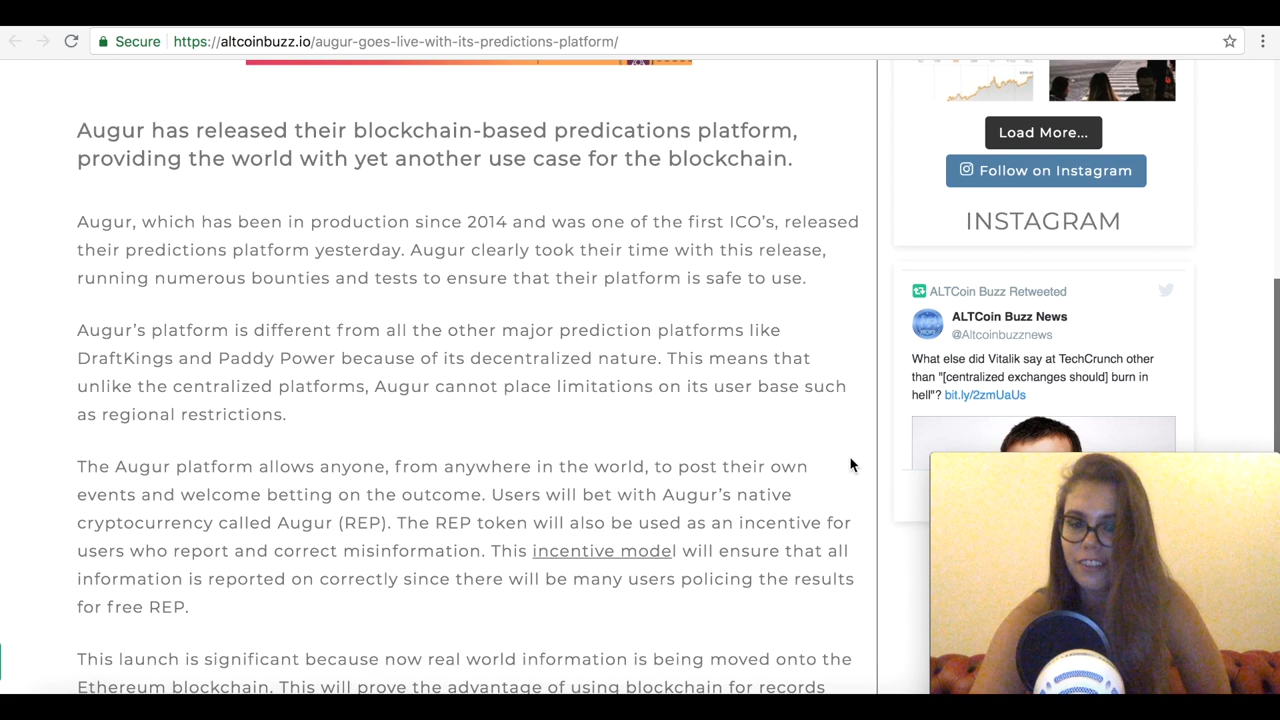 Secure https://altcoinbuzz.io/augur-goes-live-with-its-predictions-platform/
Augur has released their blockchain-based predications platform,
providing the world with yet another use case for the blockchain.
Augur, which has been in production since 2014 and was one of the first ICO's, released
their predictions platform yesterday. Augur clearly took their time with this release,
running numerous bounties and tests to ensure that their platform is safe to use.
Augur's platform is different from all the other major prediction platforms like
DraftKings and Paddy Power because of its decentralized nature. This means that
unlike the centralized platforms, Augur cannot place limitations on its user base such
as regional restrictions.
The Augur platform allows anyone, from anywhere in the world, to post their own
events and welcome betting on the outcome. Users will bet with Augur's native
cryptocurrency called Augur (REP). The REP token will also be used as an incentive for
users who report and correct misinformation. This incentive model will ensure that all
information is reported on correctly since there will be many users policing the results
for free REP.
This launch is significant because now real world information is being moved onto the
Ethereum blockchain. This will prove the advantage of using blockchain for records
Load More...
Follow on Instagram
INSTAGRAM
ALTCoin Buzz Retweeted
ALTCoin Buzz News
@Altcoinbuzznews
What else did Vitalik say at TechCrunch other
than "[centralized exchanges should] burn in
hell"? bit.ly/2zmUaUs